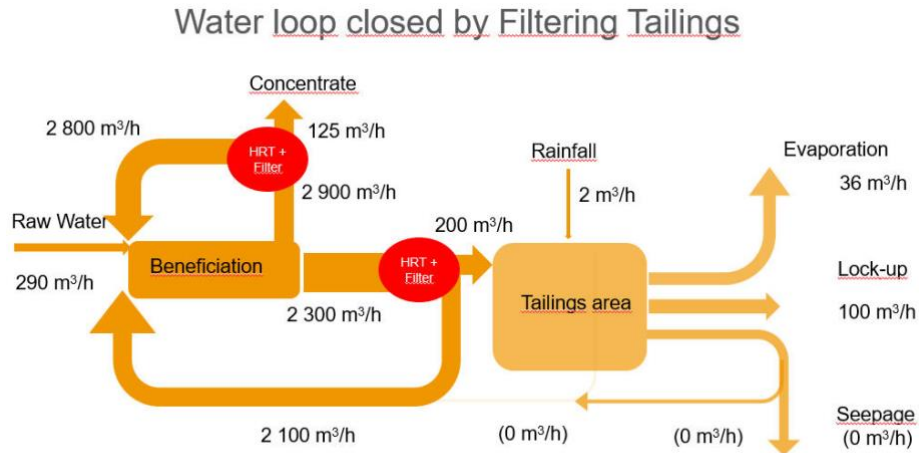 Water loop closed by Filtering Tailings
Concentrate
2 800 m³/h
125 m³/h
HRT +
Filter
2 900 m³/h
Rainfall
2 m³/h
Evaporation
36 m³/h
Raw Water
290 m³/h
Beneficiation
200 m³/h
HRT +
Filter
2 300 m³/h
Tailings area
Lock-up
100 m³/h
2 100 m³/h
(0 m³/h)
(0 m³/h)
Seepage
(0 m³/h)